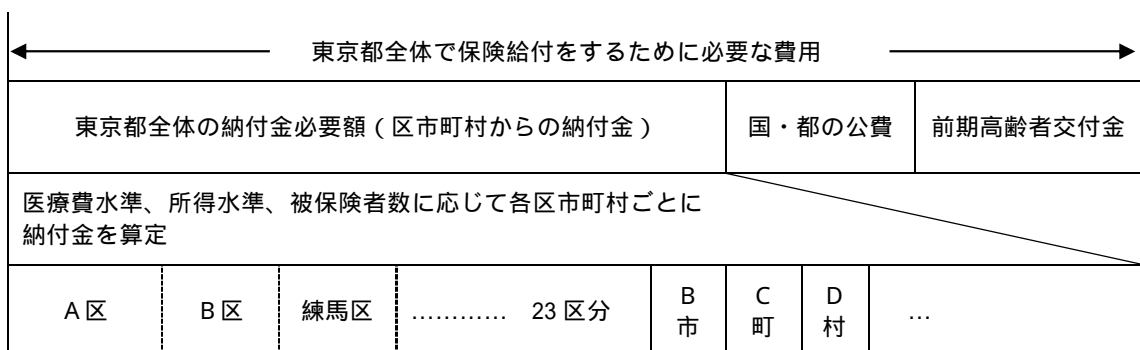 東京都全体で保険給付をするために必要な費用
東京都全体の納付金必要額(区市町村からの納付金) 国・都の公費 前期高齢者交付金
医療費水準、所得水準、被保険者数に応じて各区市町村ごとに
納付金を算定
A区 B区 練馬区 ………… 23区分 B市 C町 D村 …